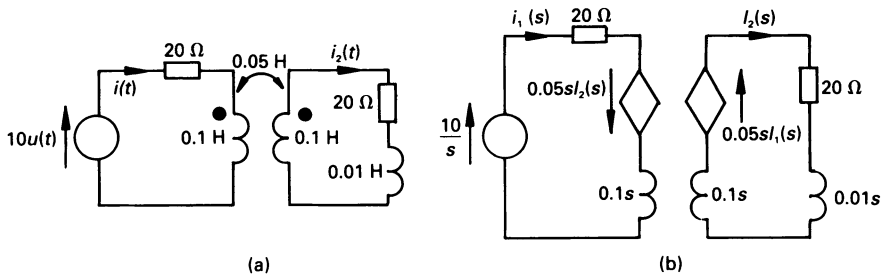 20 Ω
i(t)
0.05 H
i₂(t)
20 Ω
10u(t)
0.1 H
0.1 H
0.01 H
(a)
i₁(s)
20 Ω
I₂(s)
0.05sI₂(s)
20 Ω
10/s
0.05sI₁(s)
0.1s
0.1s
0.01s
(b)